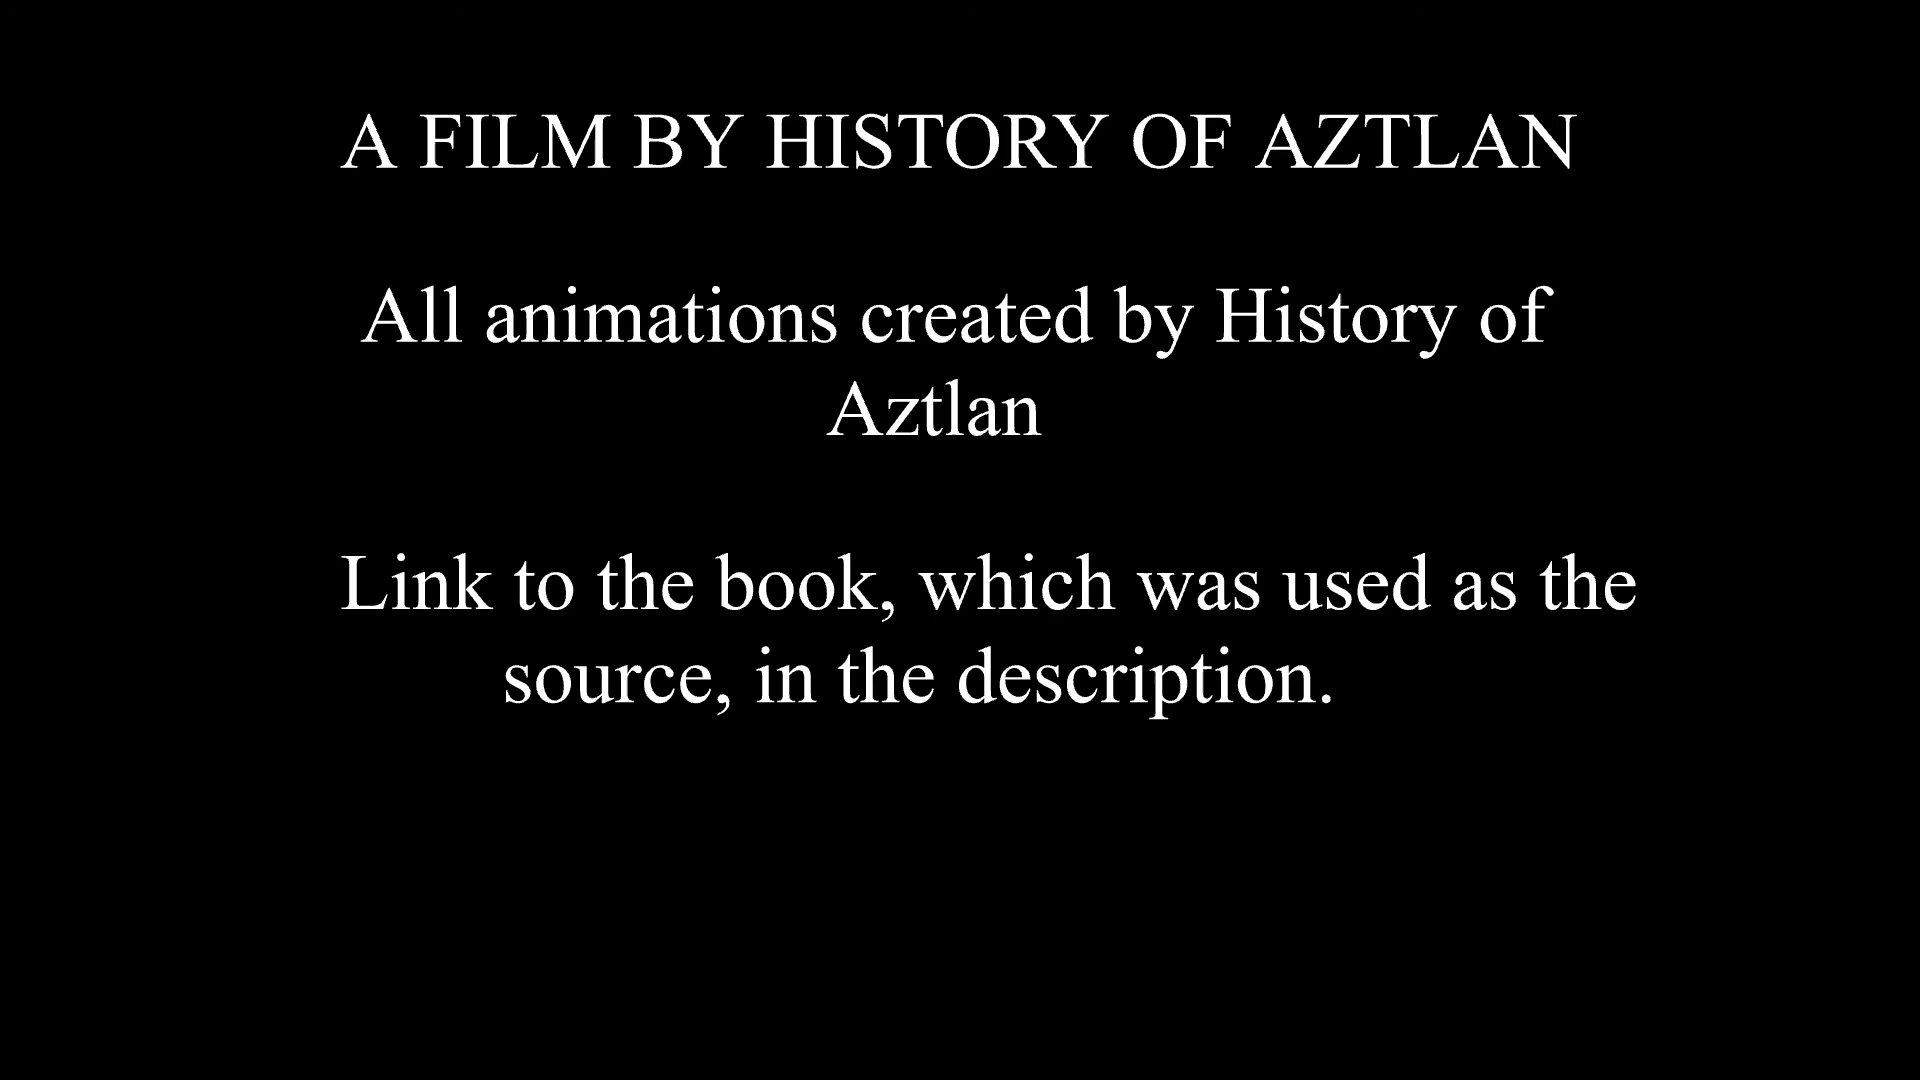 A FILM BY HISTORY OF AZTLAN
All animations created by History of
Aztlan
Link to the book, which was used as the
source, in the description.